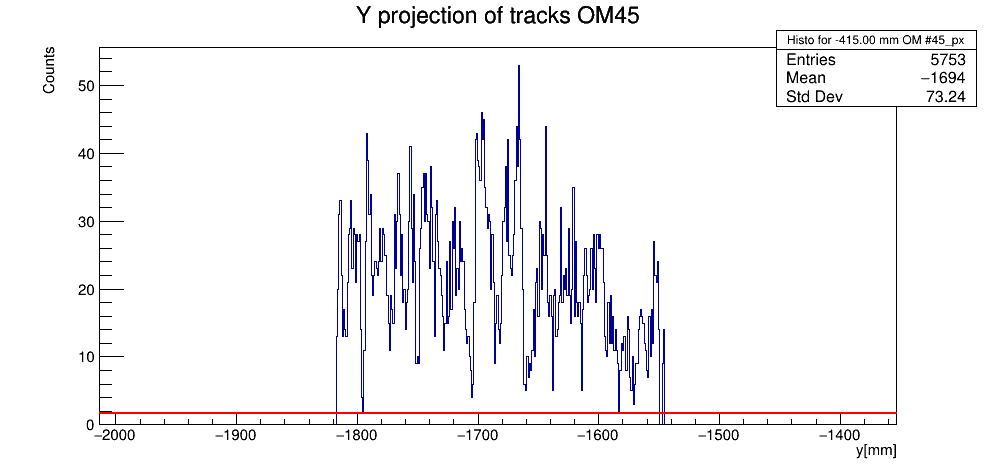 Y projection of tracks OM45
Histo for -415.00 mm OM #45_px
Entries 5753
Mean −1694
Std Dev 73.24
Counts
50
40
30
20
10
0
−2000 −1900 −1800 −1700 −1600 −1500 −1400
y[mm]